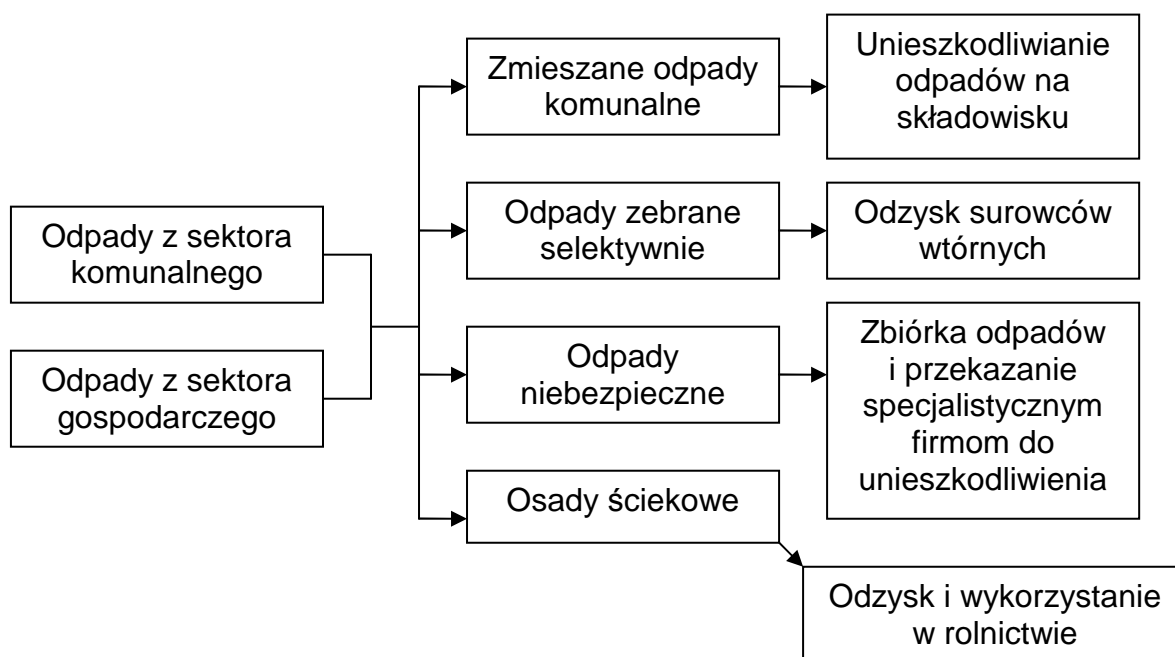 Odpady z sektora
komunalnego
Odpady z sektora
gospodarczego
Zmieszane odpady
komunalne
Unieszkodliwianie
odpadów na
składowisku
Odpady zebrane
selektywnie
Odzysk surowców
wtórnych
Odpady
niebezpieczne
Zbiórka odpadów
i przekazanie
specjalistycznym
firmom do
unieszkodliwienia
Osady ściekowe
Odzysk i wykorzystanie
w rolnictwie